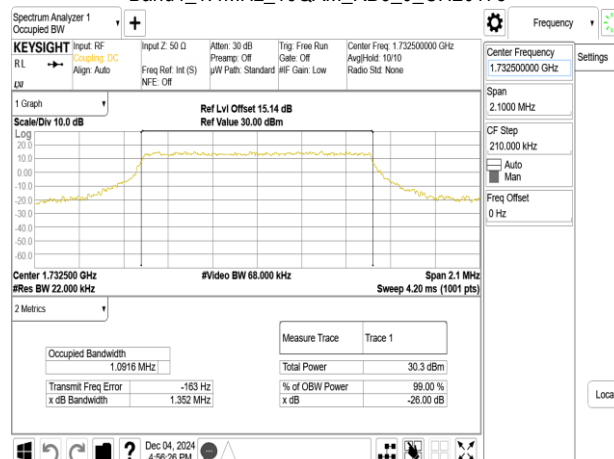 Spectrum Analyzer 1
Occupied BW
Frequency
KEYSIGHT
Input: RF
Coupling: DC
Align: Auto
Input Z: 50 Ω
Freq Ref: Int (S)
NFE: Off
Atten: 30 dB
Preamp: Off
µW Path: Standard
Trig: Free Run
Gate: Off
#IF Gain: Low
Center Freq: 1.732500000 GHz
Avg|Hold: 10/10
Radio Std: None
RL
LXI
Center Frequency
1.732500000 GHz
Settings
Span
2.1000 MHz
CF Step
210.000 kHz
Auto
Man
Freq Offset
0 Hz
1 Graph
Scale/Div 10.0 dB
Ref Lvl Offset 15.14 dB
Ref Value 30.00 dBm
Log
20.0
10.0
0.00
-10.0
-20.0
-30.0
-40.0
-50.0
-60.0
Center 1.732500 GHz
#Video BW 68.000 kHz
Span 2.1 MHz
#Res BW 22.000 kHz
Sweep 4.20 ms (1001 pts)
2 Metrics
Measure Trace
Trace 1
Occupied Bandwidth
1.0916 MHz
Total Power
30.3 dBm
Transmit Freq Error
-163 Hz
% of OBW Power
99.00 %
x dB Bandwidth
1.352 MHz
x dB
-26.00 dB
Loca
Dec 04, 2024
4:56:26 PM